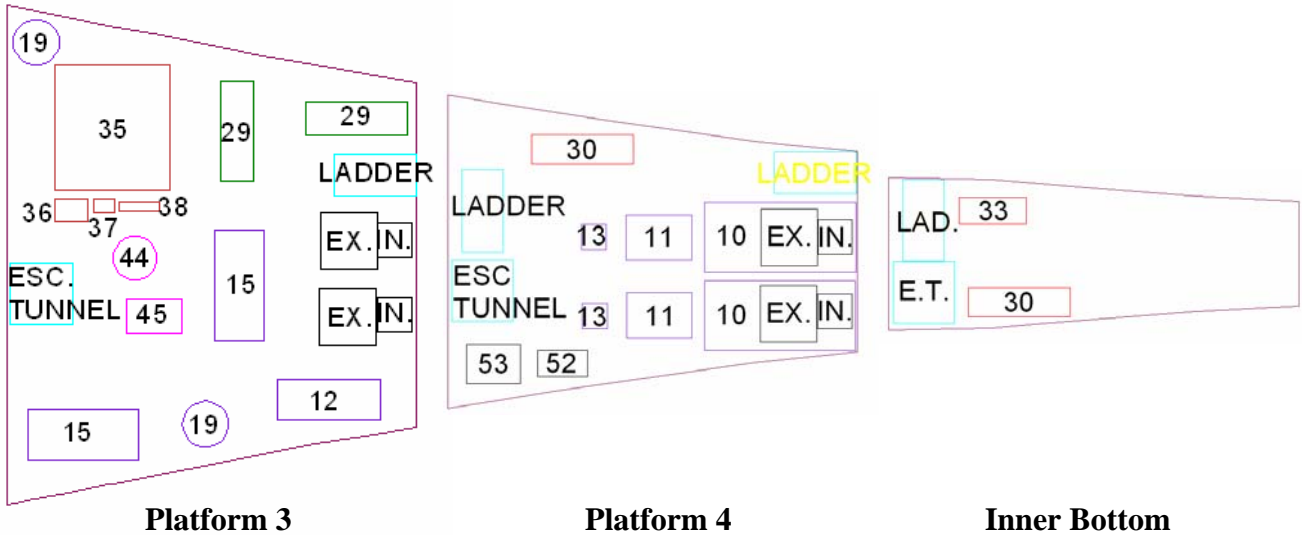 19
35
29
29
LADDER
36
37
38
44
EX.
IN.
ESC.
TUNNEL
45
15
EX.
IN.
12
15
19
Platform 3
30
LADDER
LADDER
13
11
10
EX.
IN.
ESC
TUNNEL
13
11
10
EX.
IN.
53
52
Platform 4
LAD.
33
E.T.
30
Inner Bottom